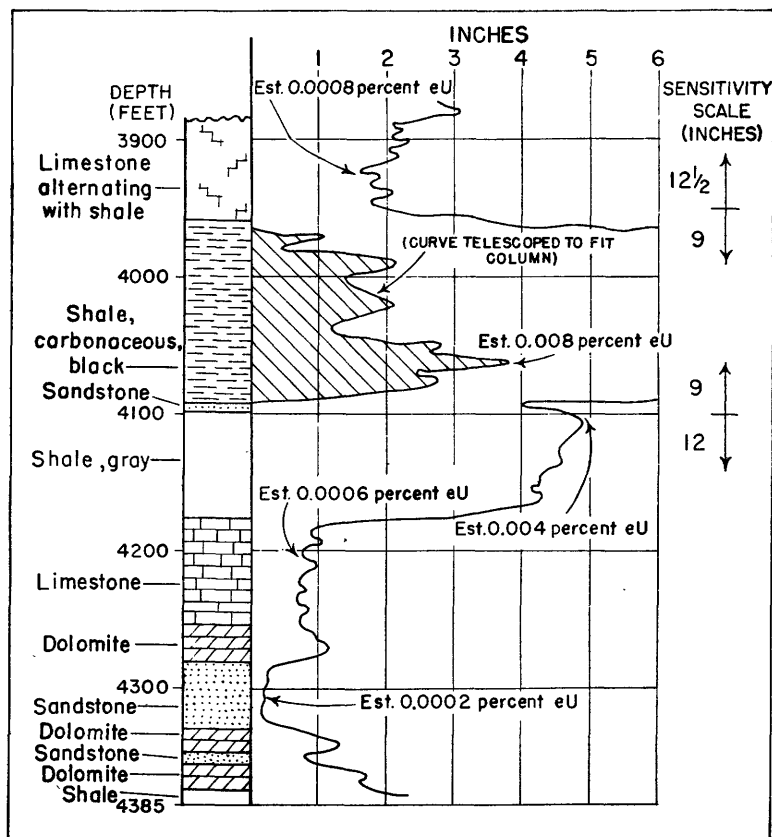 INCHES
1 2 3 4 5 6
DEPTH
(FEET)
SENSITIVITY
SCALE
(INCHES)
Est. 0.0008 percent eU
3900
Limestone
alternating
with shale
12½
9
(CURVE TELESCOPED TO FIT
COLUMN)
4000
Shale,
carbonaceous,
black
Est. 0.008 percent eU
Sandstone
9
4100
12
Shale, gray
Est. 0.0006 percent eU
Est. 0.004 percent eU
4200
Limestone
Dolomite
4300
Est. 0.0002 percent eU
Sandstone
Dolomite
Sandstone
Dolomite
Shale
4385